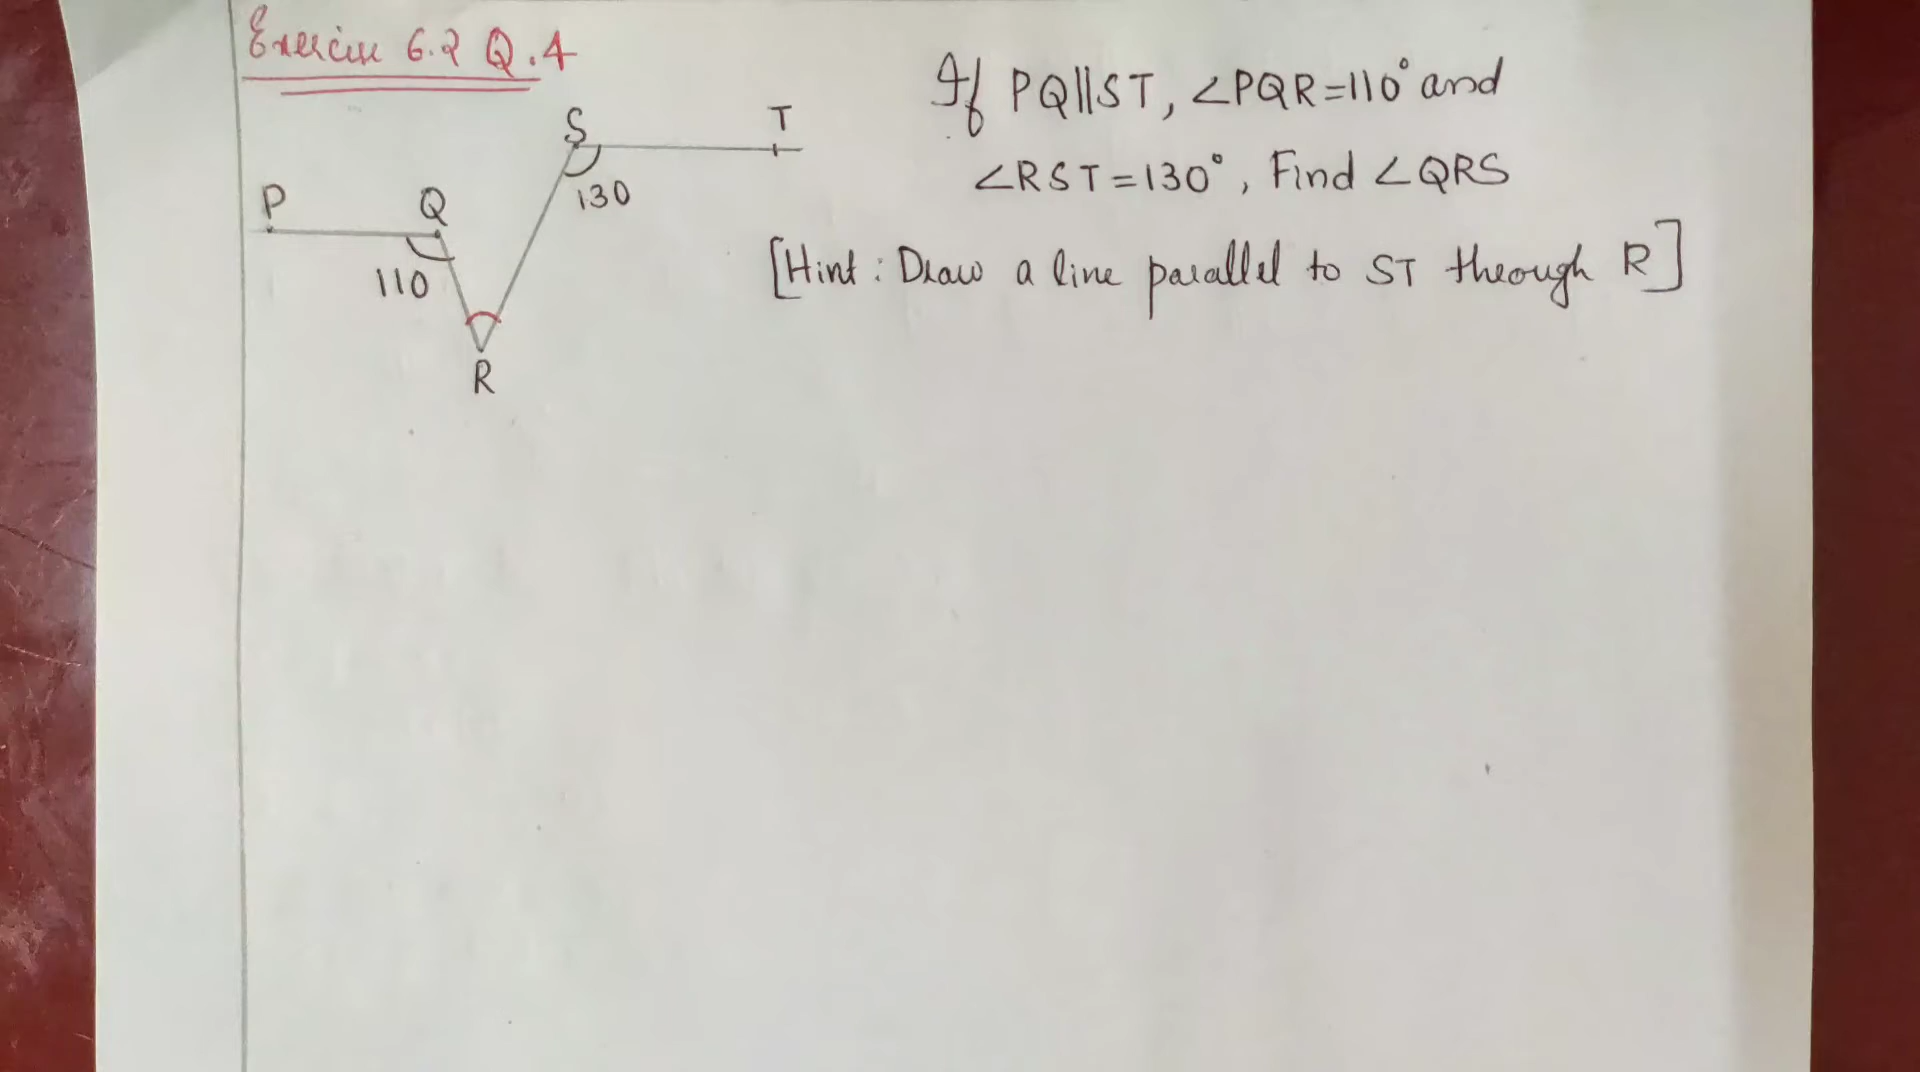 Exercise 6.2 Q.4
If PQ||ST, ∠PQR=110° and
∠RST=130°, Find ∠QRS
[Hint: Draw a line parallel to ST through R]
S
T
130
P
Q
110
R